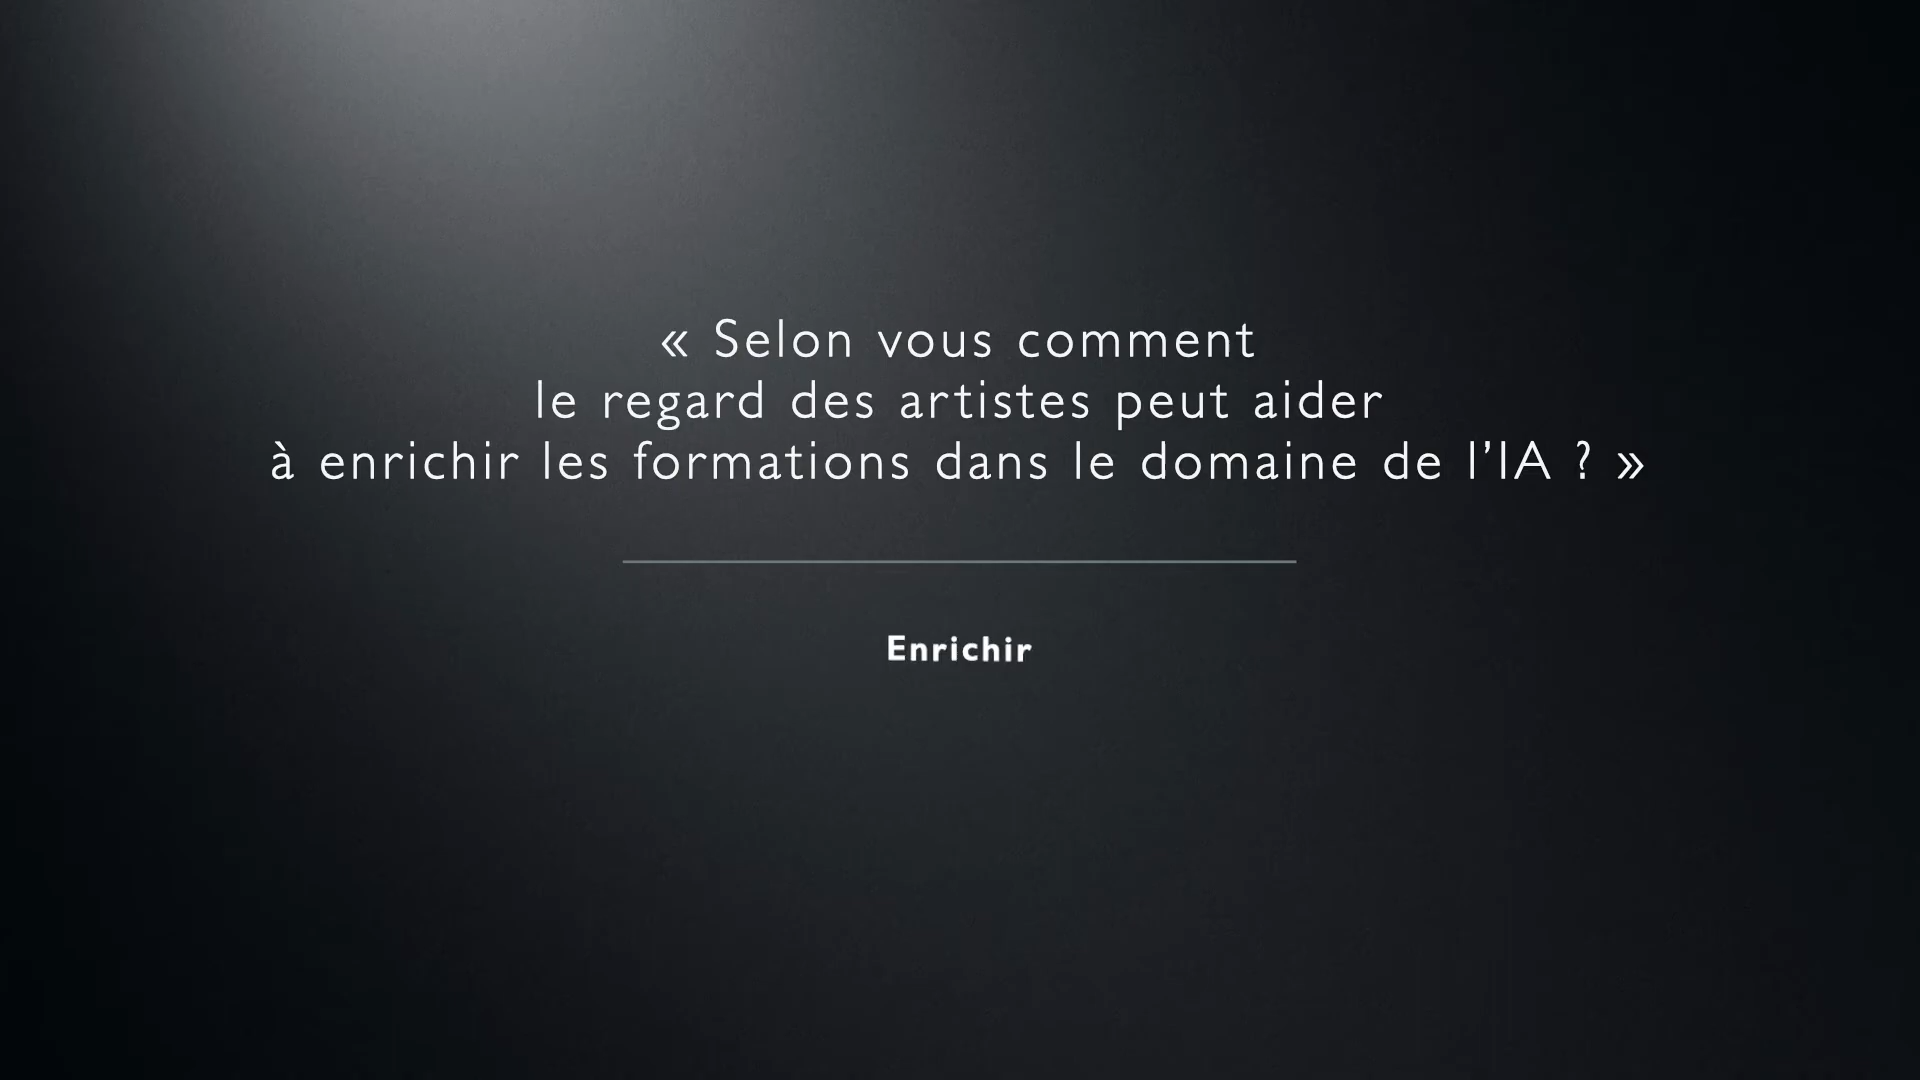 « Selon vous comment
le regard des artistes peut aider
à enrichir les formations dans le domaine de l’IA ? »
Enrichir